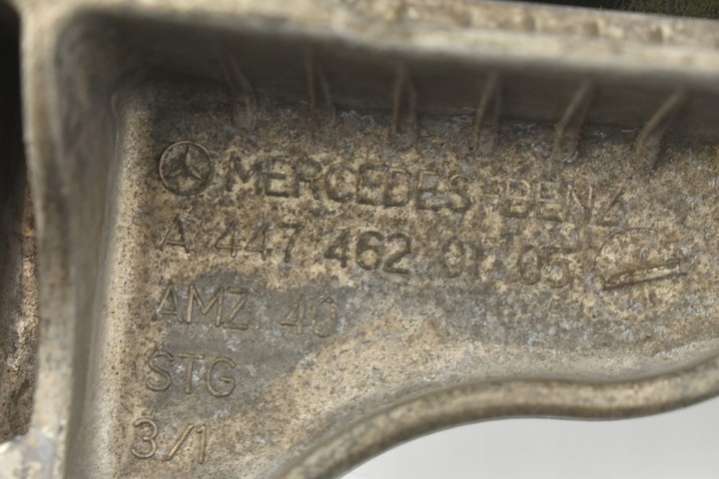 MERCEDES-BENZ
A 447 462 01 05
AMZ 40
STG
3/1